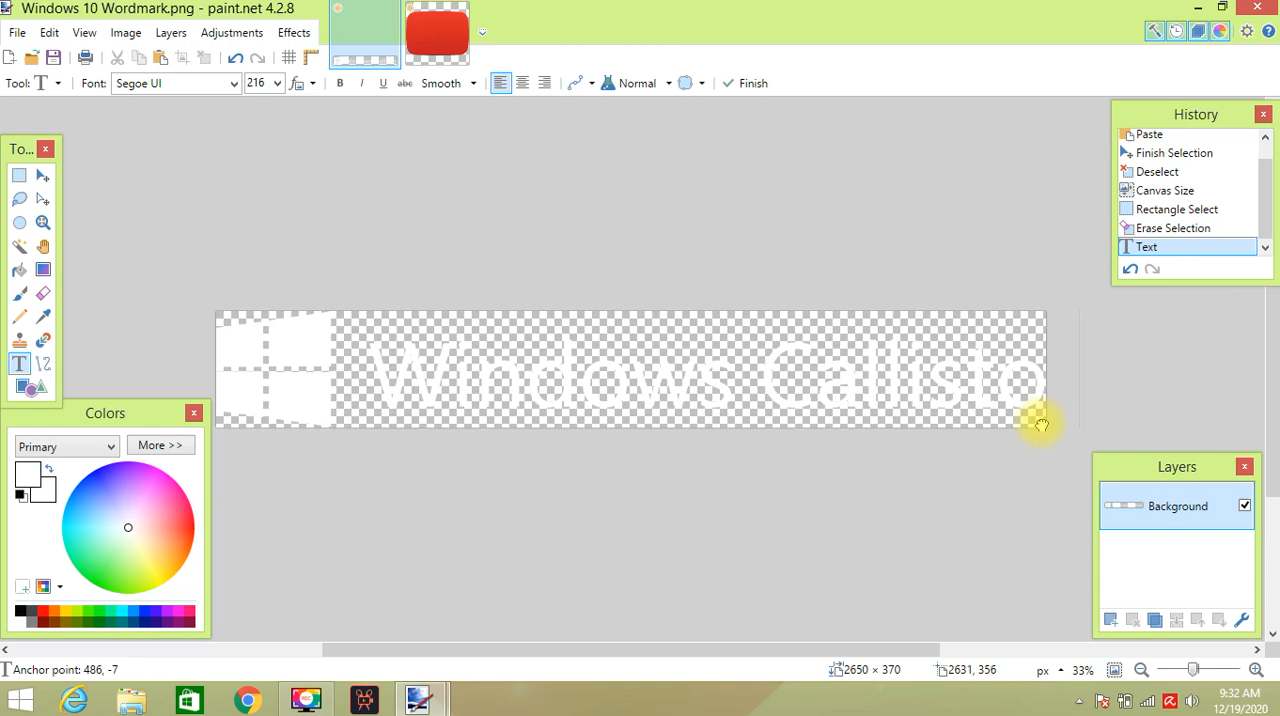 Windows 10 Wordmark.png - paint.net 4.2.8
File Edit View Image Layers Adjustments Effects
Tool: T Font: Segoe UI 216 fx B I U abc Smooth Normal Finish
History
Paste
Finish Selection
Deselect
Canvas Size
Rectangle Select
Erase Selection
Text
To...
Windows Callisto
Colors
Primary More >>
Layers
Background
Anchor point: 486, -7 2650 × 370 2631, 356 px 33%
REC
9:32 AM
12/19/2020